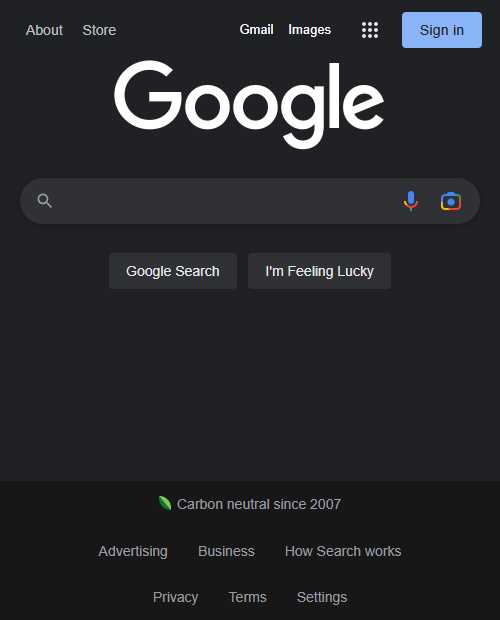 About Store Gmail Images Sign in
Google
Google Search I'm Feeling Lucky
Carbon neutral since 2007
Advertising Business How Search works
Privacy Terms Settings